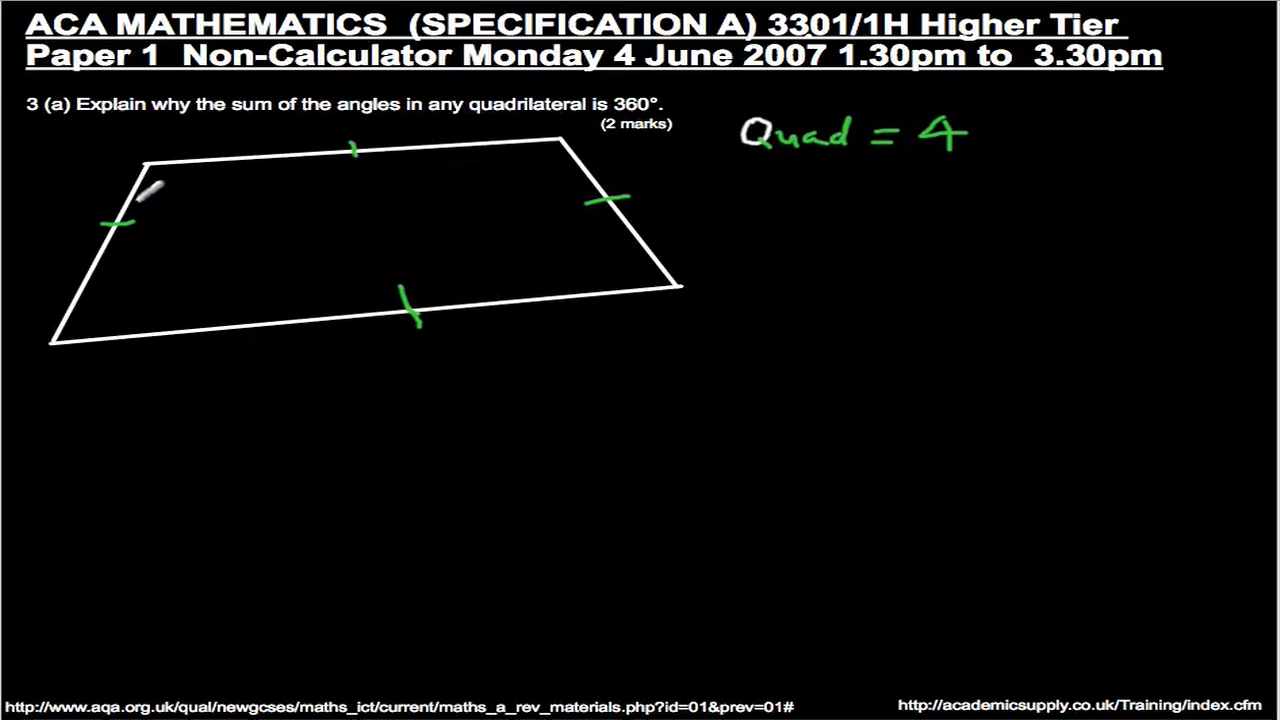 ACA MATHEMATICS (SPECIFICATION A) 3301/1H Higher Tier
Paper 1 Non-Calculator Monday 4 June 2007 1.30pm to 3.30pm
3 (a) Explain why the sum of the angles in any quadrilateral is 360°.
(2 marks)
Quad = 4
http://www.aqa.org.uk/qual/newgcses/maths_ict/current/maths_a_rev_materials.php?id=01&prev=01#
http://academicsupply.co.uk/Training/index.cfm